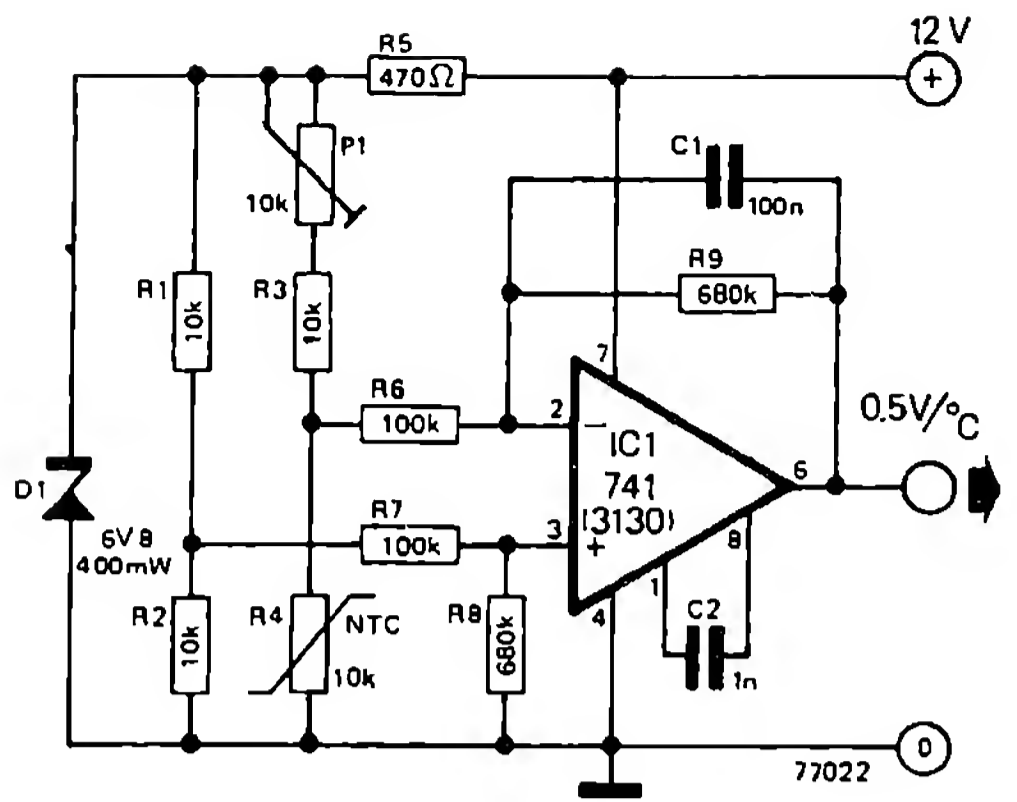 12 V
R5
470Ω
+
P1
10k
C1
100n
R1
10k
R3
10k
R9
680k
R6
100k
2
−
7
IC1
741
(3130)
6
0.5V/°C
D1
6V8
400mW
R7
100k
3
+
8
1
4
C2
1n
R2
10k
R4
NTC
10k
R8
680k
77022
0